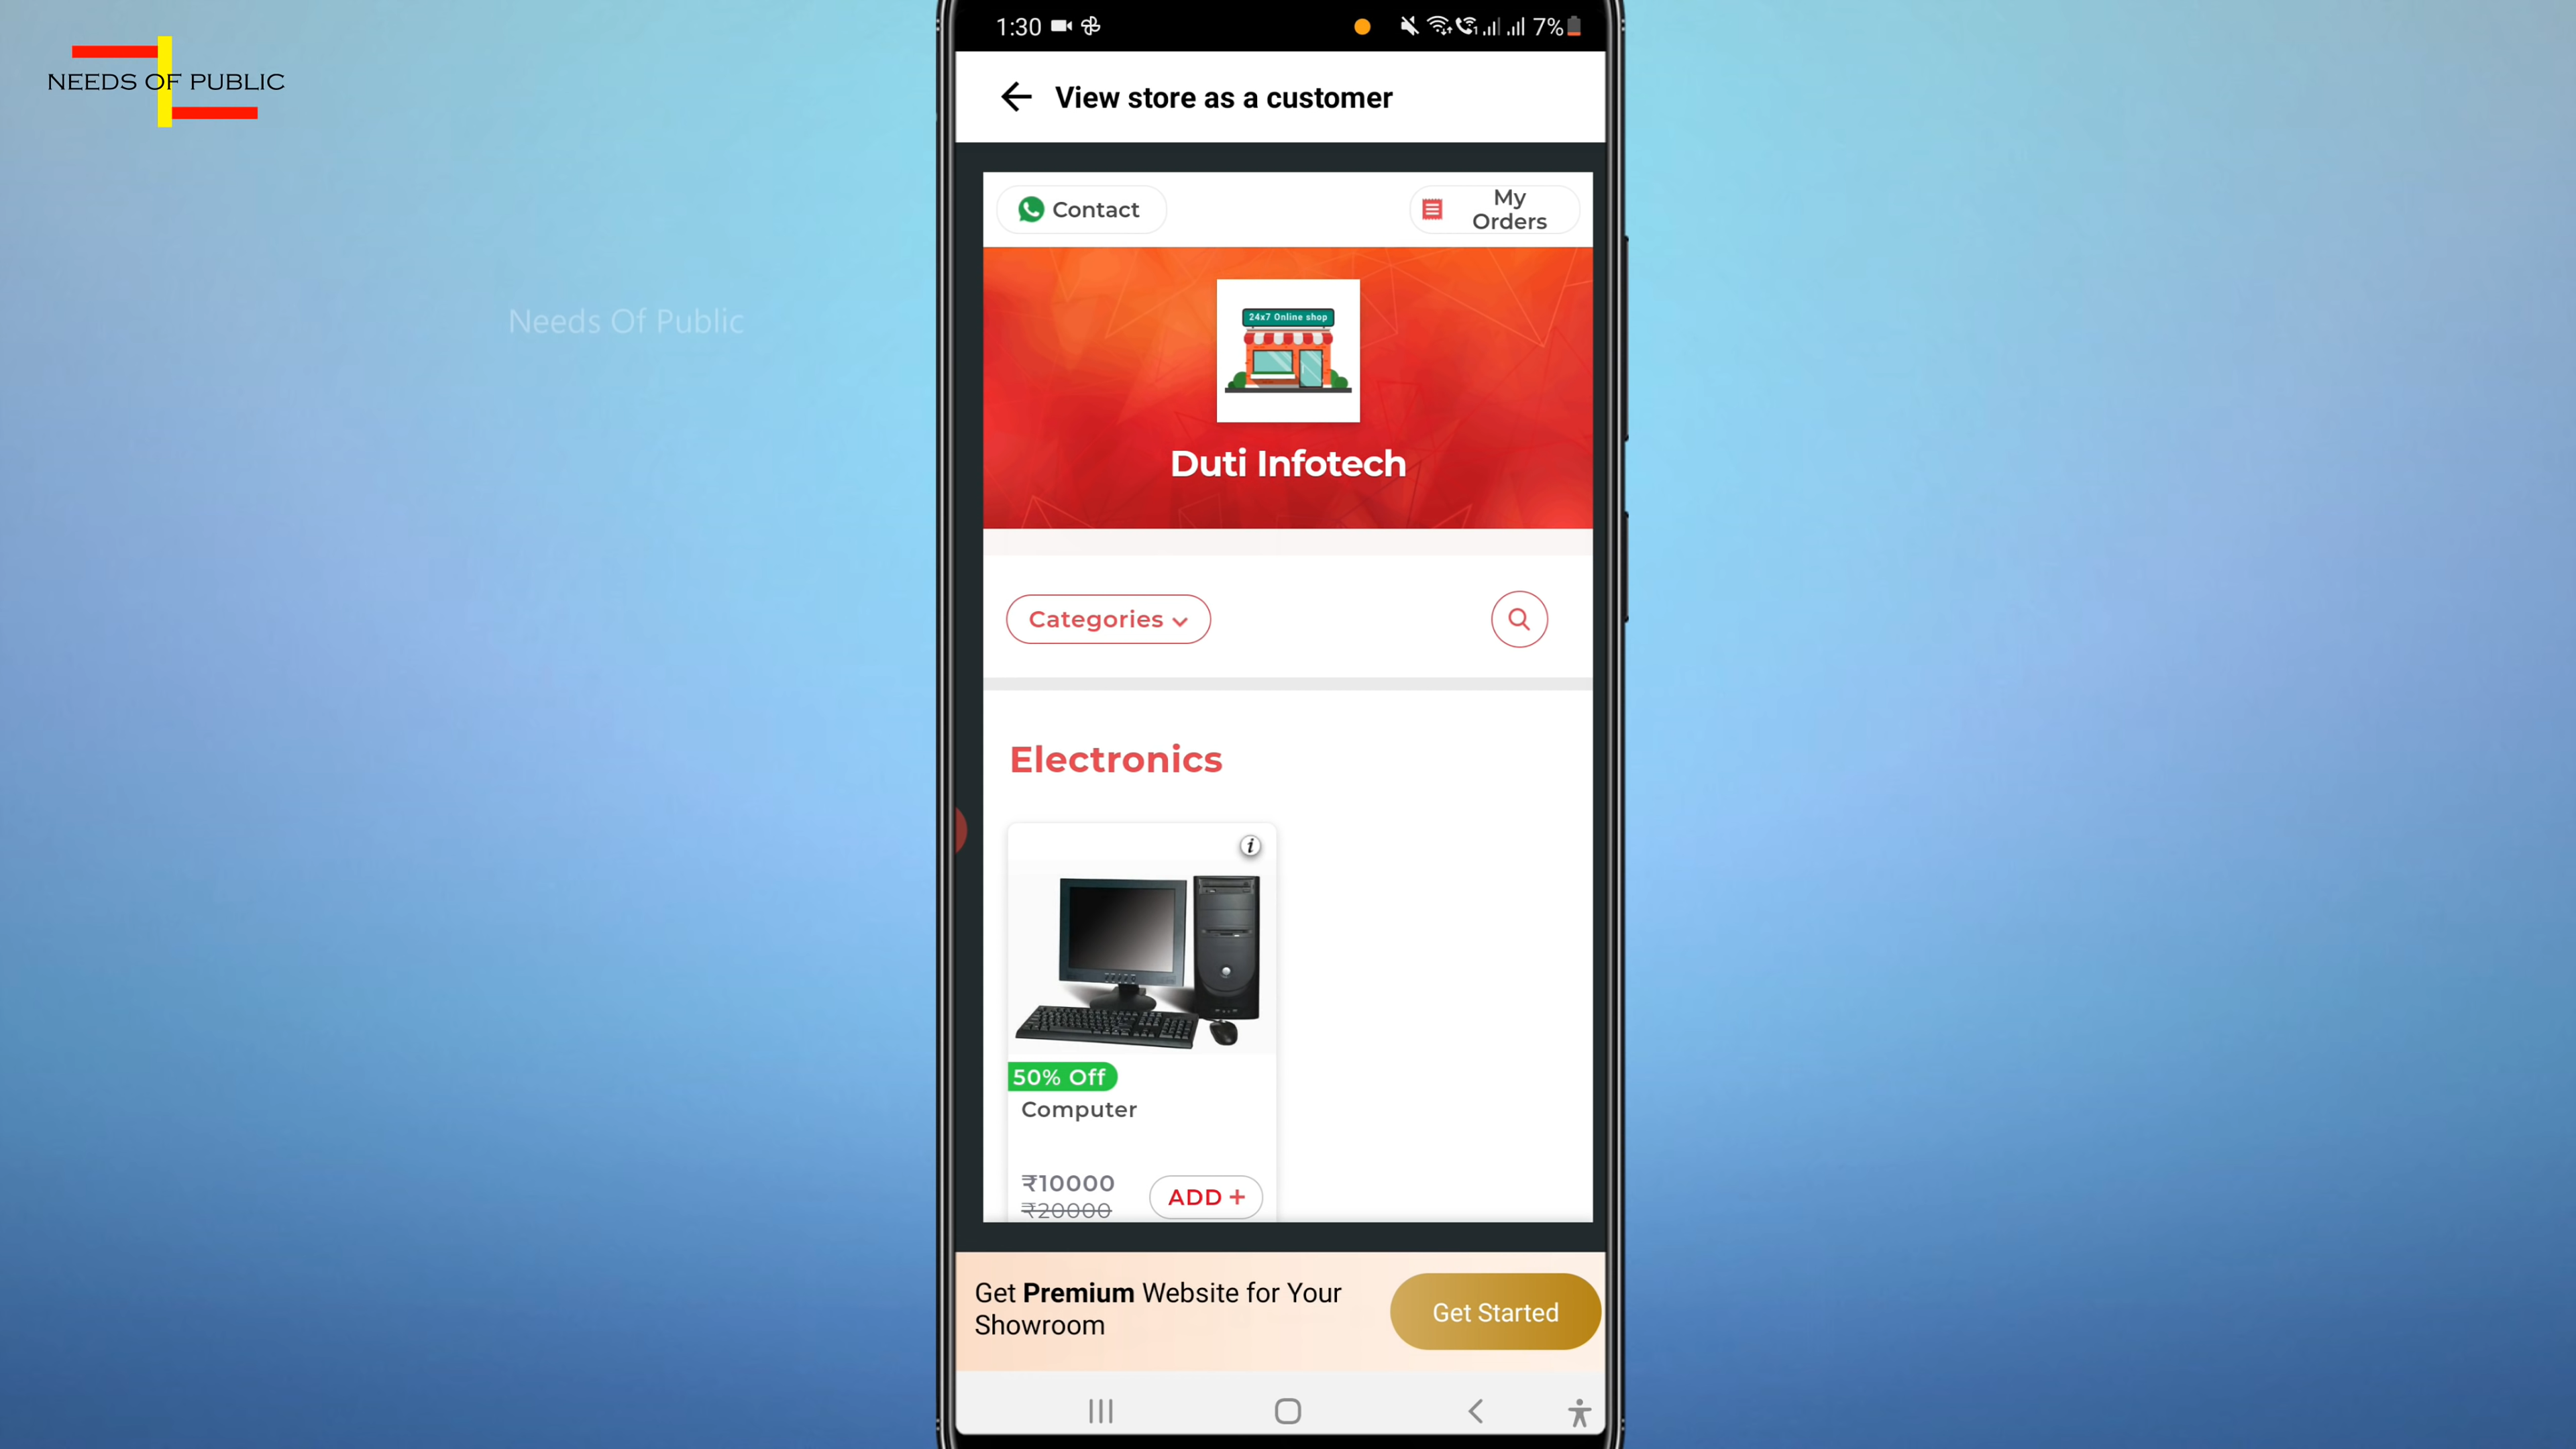 NEEDS OF PUBLIC
Needs Of Public
1:30
7%
View store as a customer
Contact
My
Orders
24x7 Online shop
Duti Infotech
Categories
Electronics
i
50% Off
Computer
₹10000
₹20000
ADD +
Get Premium Website for Your
Showroom
Get Started